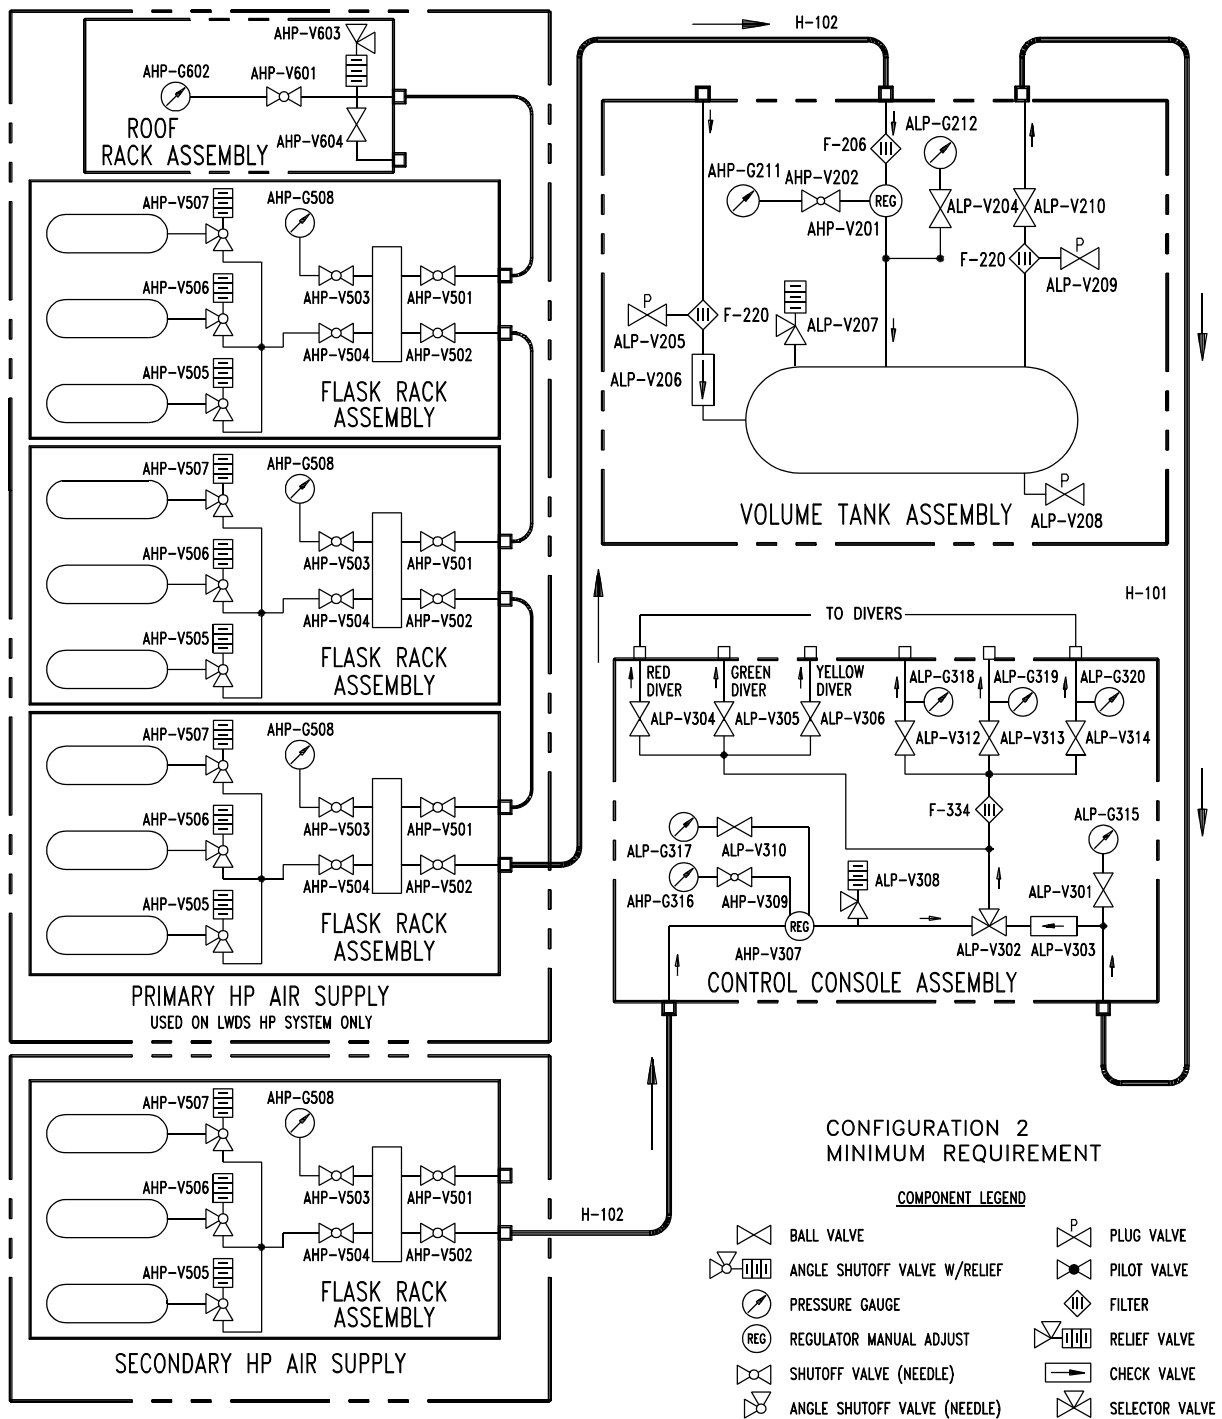 H-102
AHP-V603
AHP-G602
AHP-V601
AHP-V604
ROOF
RACK ASSEMBLY
AHP-V507
AHP-G508
AHP-V506
AHP-V503
AHP-V501
AHP-V504
AHP-V502
AHP-V505
FLASK RACK
ASSEMBLY
AHP-V507
AHP-G508
AHP-V506
AHP-V503
AHP-V501
AHP-V504
AHP-V502
AHP-V505
FLASK RACK
ASSEMBLY
AHP-V507
AHP-G508
AHP-V506
AHP-V503
AHP-V501
AHP-V504
AHP-V502
AHP-V505
FLASK RACK
ASSEMBLY
PRIMARY HP AIR SUPPLY
USED ON LWDS HP SYSTEM ONLY
AHP-V507
AHP-G508
AHP-V506
AHP-V503
AHP-V501
AHP-V504
AHP-V502
AHP-V505
FLASK RACK
ASSEMBLY
SECONDARY HP AIR SUPPLY
H-102
F-206
ALP-G212
AHP-G211
AHP-V202
REG
AHP-V201
ALP-V204
ALP-V210
F-220
P
ALP-V209
P
F-220
ALP-V205
ALP-V207
ALP-V206
P
ALP-V208
VOLUME TANK ASSEMBLY
H-101
TO DIVERS
RED
DIVER
GREEN
DIVER
YELLOW
DIVER
ALP-G318
ALP-G319
ALP-G320
ALP-V304
ALP-V305
ALP-V306
ALP-V312
ALP-V313
ALP-V314
F-334
ALP-G315
ALP-G317
ALP-V310
AHP-G316
AHP-V309
ALP-V308
ALP-V301
REG
AHP-V307
ALP-V302
ALP-V303
CONTROL CONSOLE ASSEMBLY
CONFIGURATION 2
MINIMUM REQUIREMENT
COMPONENT LEGEND
BALL VALVE
P
PLUG VALVE
ANGLE SHUTOFF VALVE W/RELIEF
PILOT VALVE
PRESSURE GAUGE
FILTER
REG
REGULATOR MANUAL ADJUST
RELIEF VALVE
SHUTOFF VALVE (NEEDLE)
CHECK VALVE
ANGLE SHUTOFF VALVE (NEEDLE)
SELECTOR VALVE